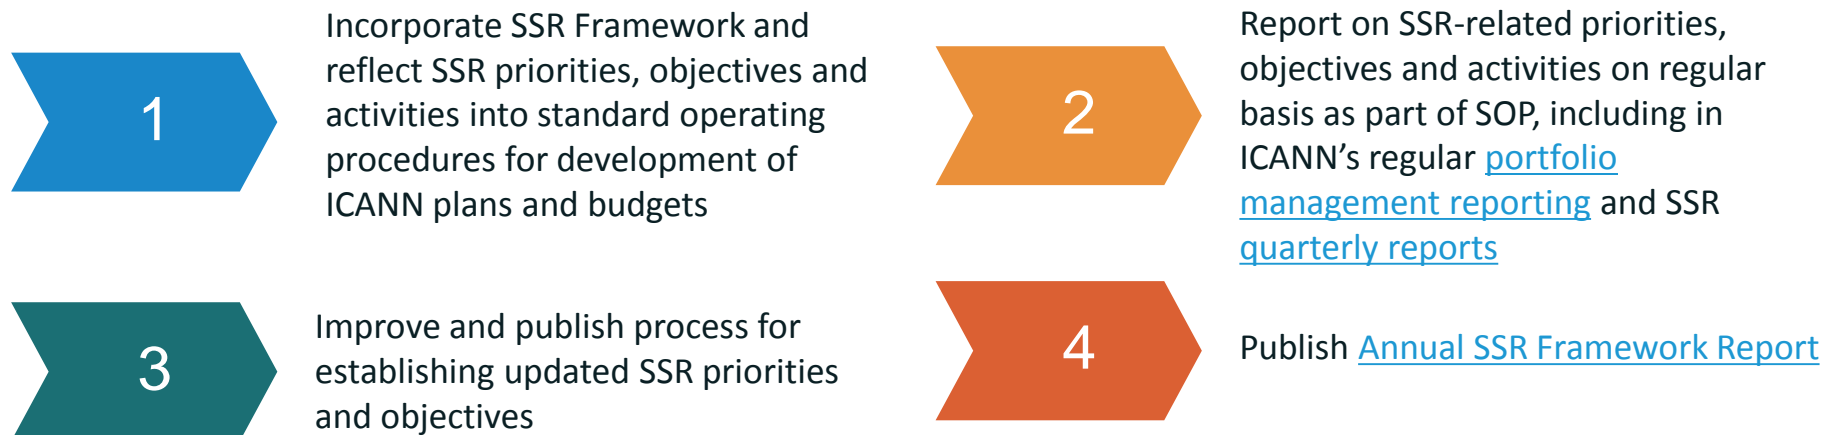 1
Incorporate SSR Framework and
reflect SSR priorities, objectives and
activities into standard operating
procedures for development of
ICANN plans and budgets
2
Report on SSR-related priorities,
objectives and activities on regular
basis as part of SOP, including in
ICANN’s regular portfolio
management reporting and SSR
quarterly reports
3
Improve and publish process for
establishing updated SSR priorities
and objectives
4
Publish Annual SSR Framework Report